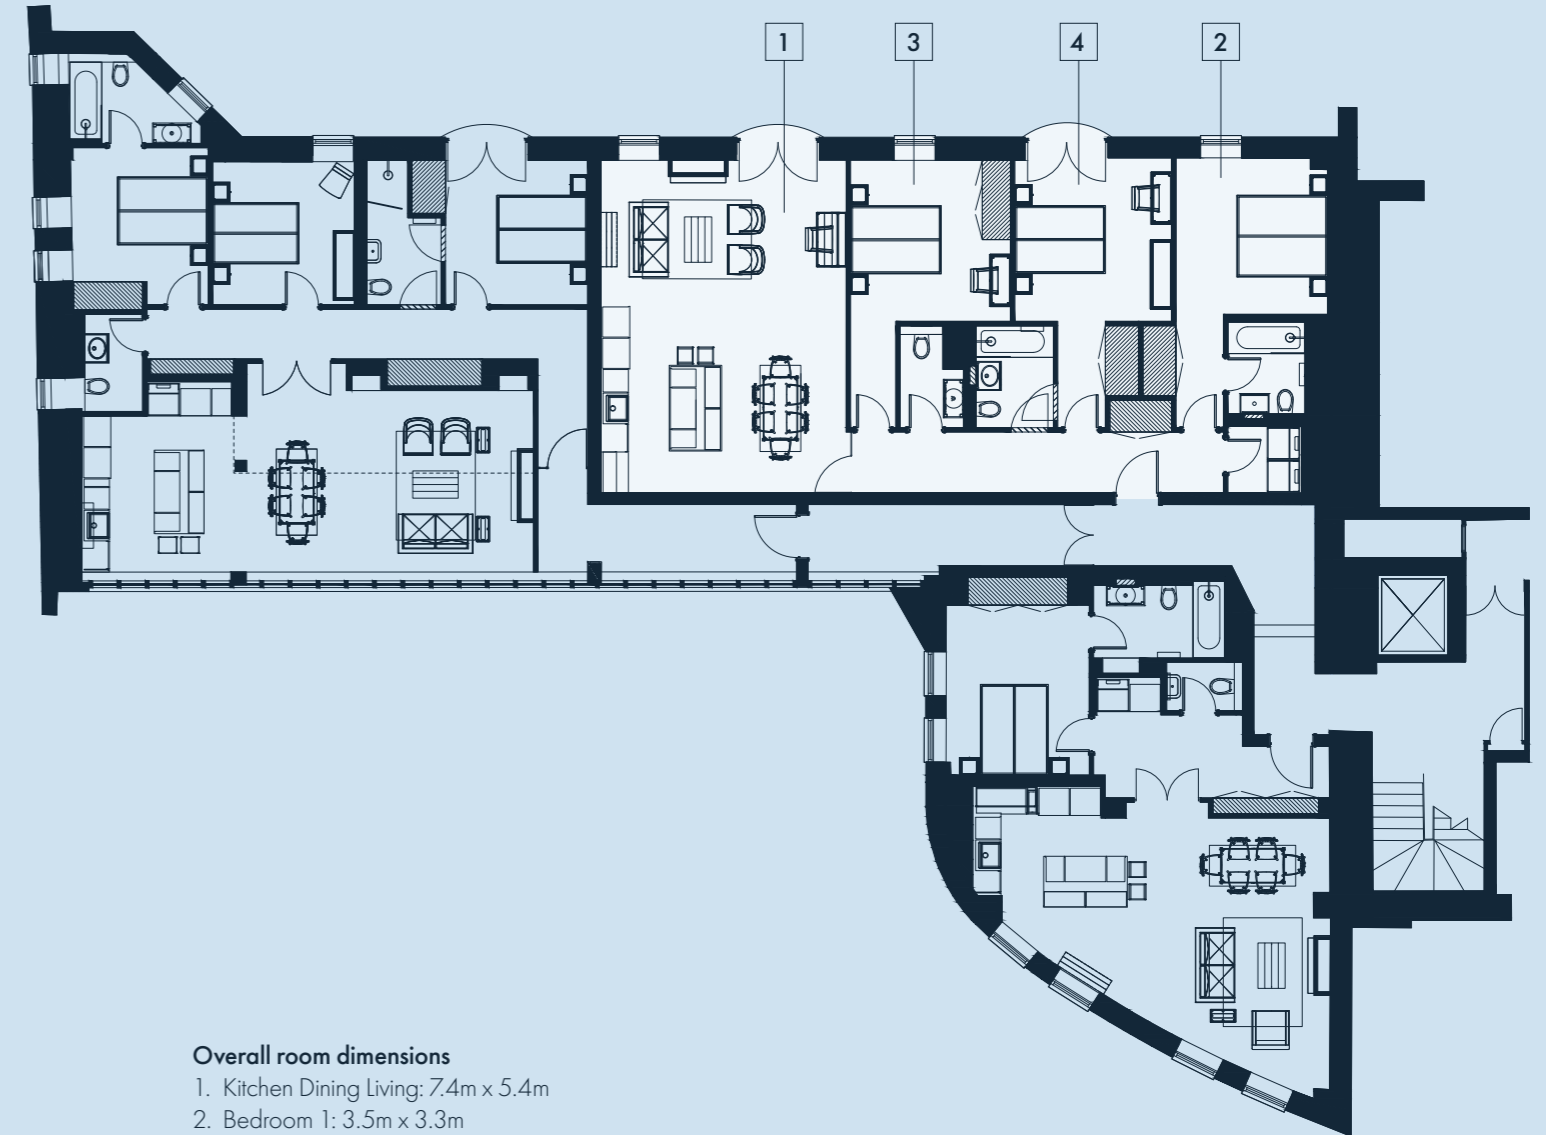 1 3 4 2
Overall room dimensions
1. Kitchen Dining Living: 7.4m x 5.4m
2. Bedroom 1: 3.5m x 3.3m